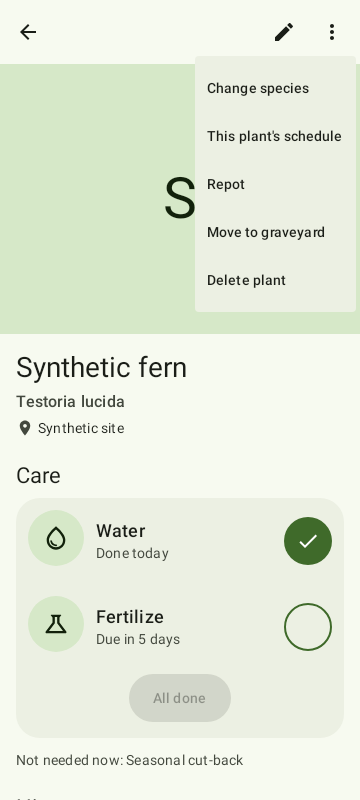 Change species
This plant's schedule
S
Repot
Move to graveyard
Delete plant
Synthetic fern
Testoria lucida
Synthetic site
Care
Water
Done today
Fertilize
Due in 5 days
All done
Not needed now: Seasonal cut-back